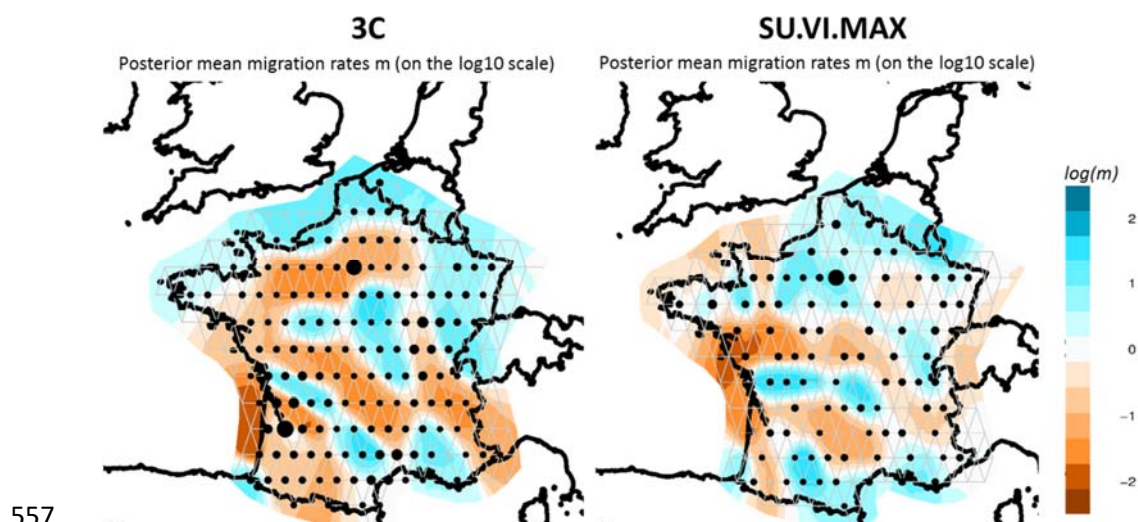 3C
SU.VI.MAX
Posterior mean migration rates m (on the log10 scale)
Posterior mean migration rates m (on the log10 scale)
log(m)
2
1
0
−1
−2
557